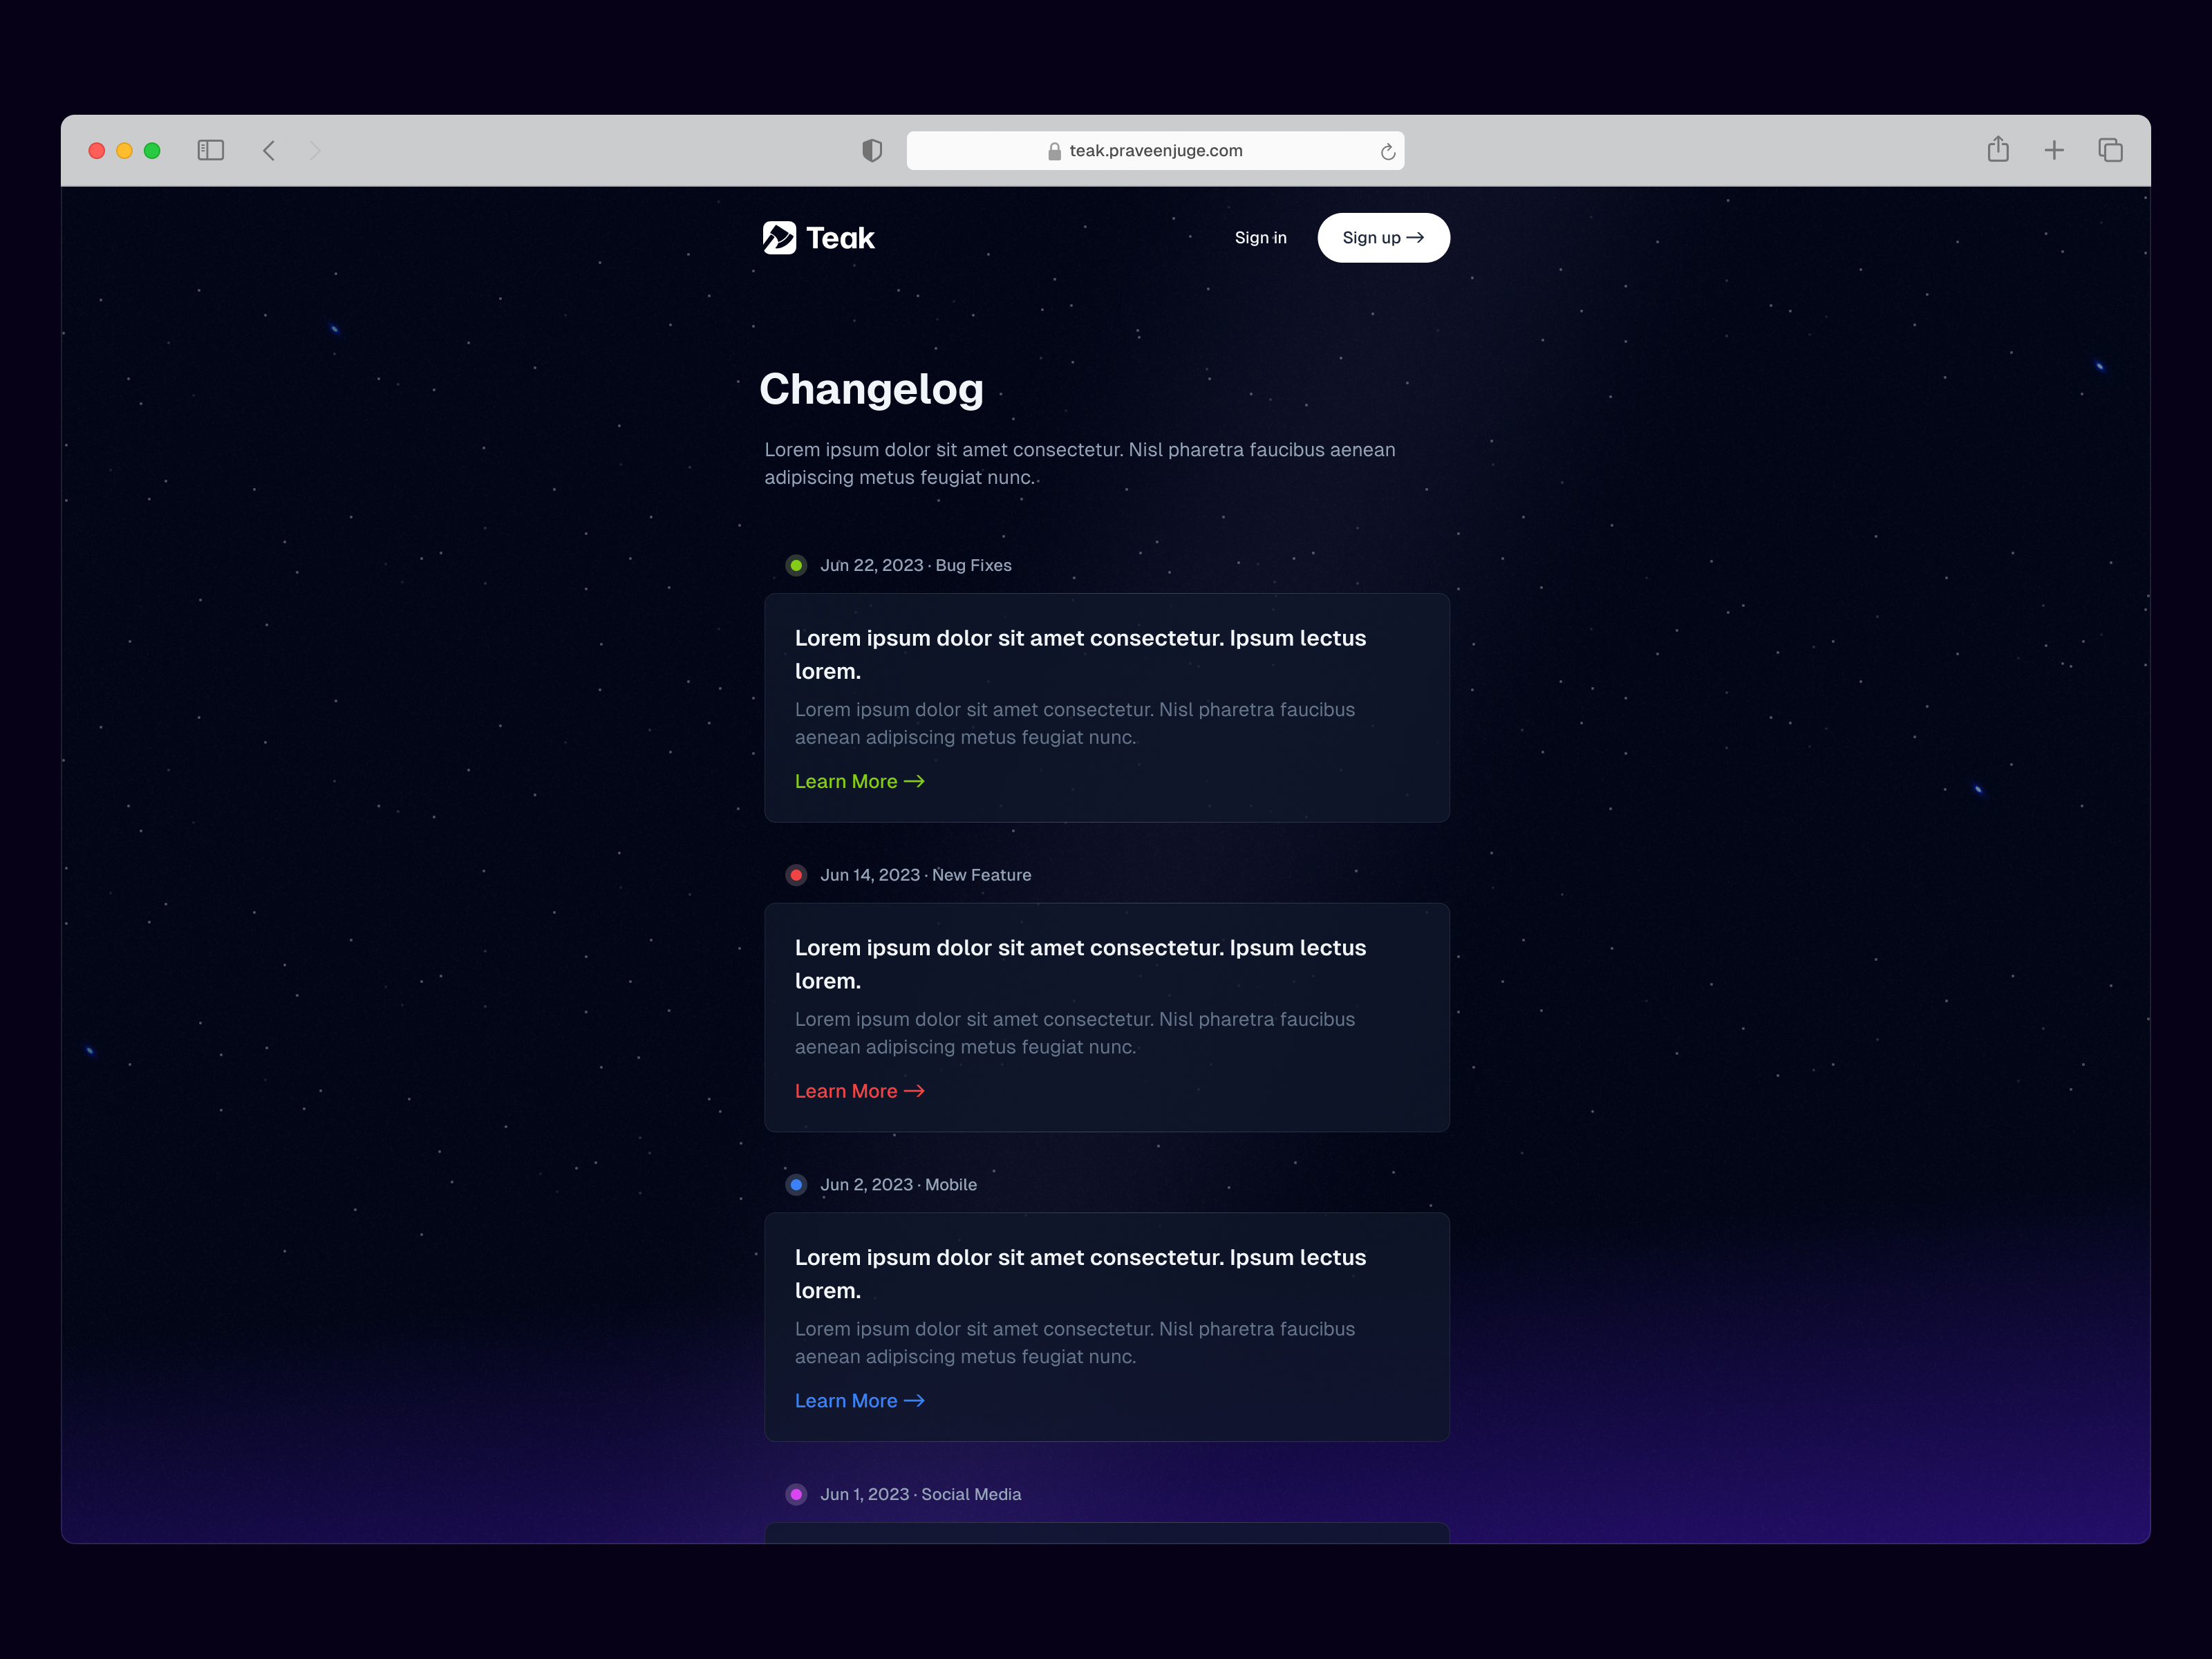 teak.praveenjuge.com
Teak
Sign in
Sign up →
Changelog
Lorem ipsum dolor sit amet consectetur. Nisl pharetra faucibus aenean
adipiscing metus feugiat nunc.
Jun 22, 2023 · Bug Fixes
Lorem ipsum dolor sit amet consectetur. Ipsum lectus
lorem.
Lorem ipsum dolor sit amet consectetur. Nisl pharetra faucibus
aenean adipiscing metus feugiat nunc.
Learn More →
Jun 14, 2023 · New Feature
Lorem ipsum dolor sit amet consectetur. Ipsum lectus
lorem.
Lorem ipsum dolor sit amet consectetur. Nisl pharetra faucibus
aenean adipiscing metus feugiat nunc.
Learn More →
Jun 2, 2023 · Mobile
Lorem ipsum dolor sit amet consectetur. Ipsum lectus
lorem.
Lorem ipsum dolor sit amet consectetur. Nisl pharetra faucibus
aenean adipiscing metus feugiat nunc.
Learn More →
Jun 1, 2023 · Social Media